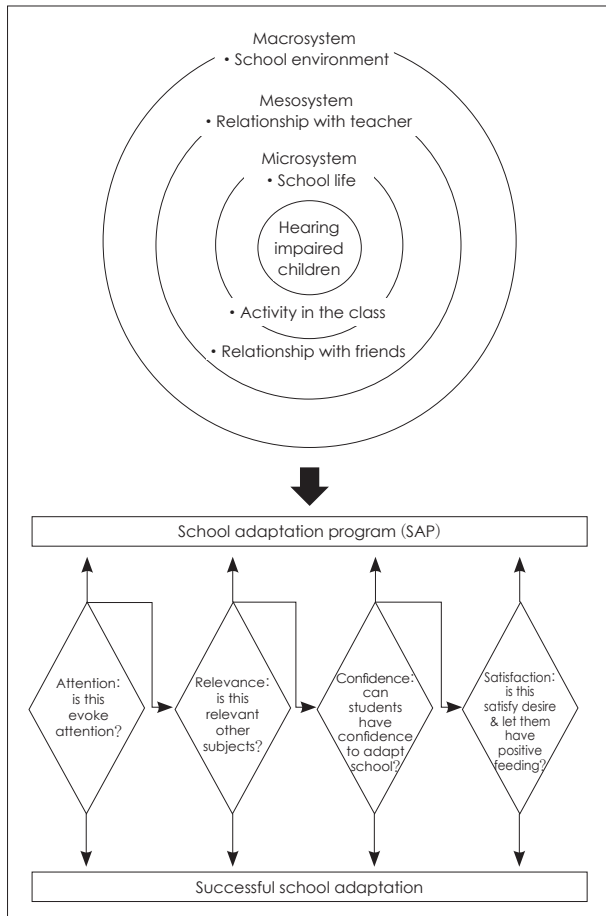 Macrosystem
• School environment
Mesosystem
• Relationship with teacher
Microsystem
• School life
Hearing
impaired
children
• Activity in the class
• Relationship with friends
School adaptation program (SAP)
Attention:
is this
evoke
attention?
Relevance:
is this
relevant
other
subjects?
Confidence:
can
students
have
confidence
to adapt
school?
Satisfaction:
is this
satisfy desire
& let them
have
positive
feeding?
Successful school adaptation